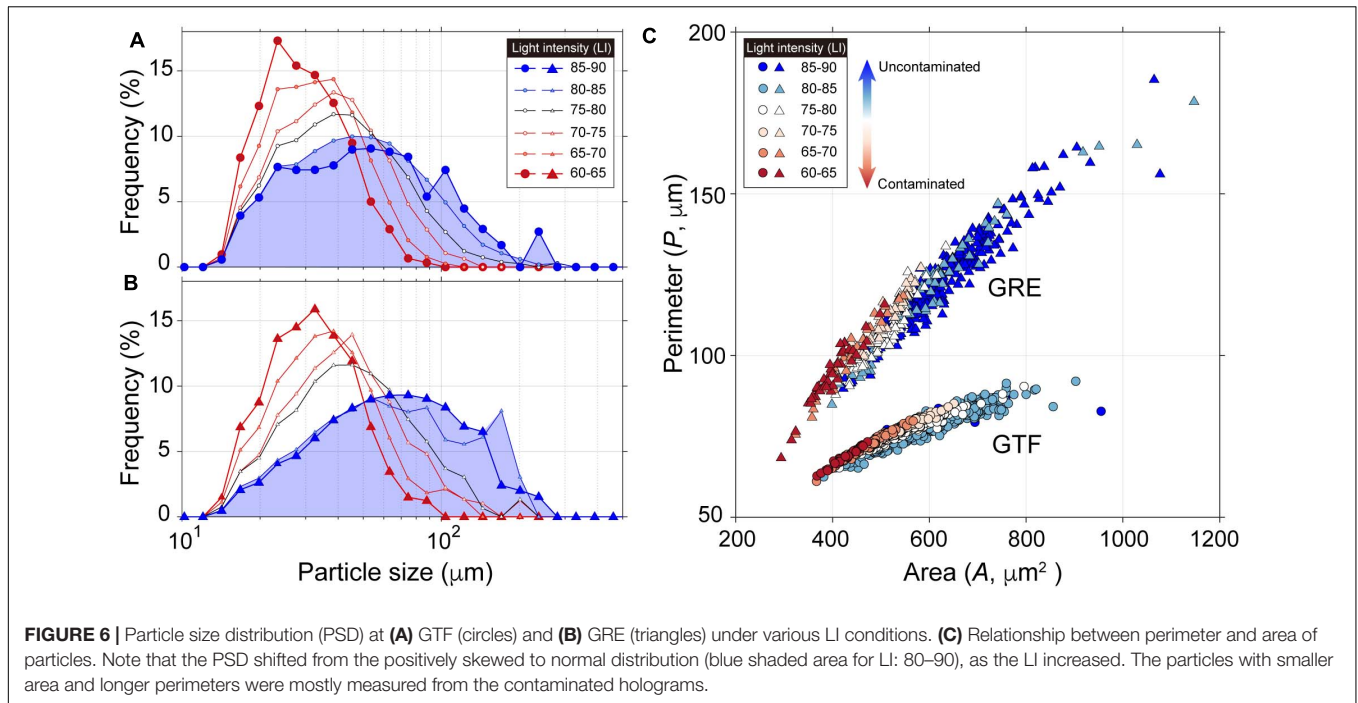 A
Frequency (%)
15
10
5
0
Light intensity (LI)
85-90
80-85
75-80
70-75
65-70
60-65
B
Frequency (%)
15
10
5
0
10¹
10²
Particle size (μm)
C
Perimeter (P, μm)
200
150
100
50
Light intensity (LI)
85-90
80-85
75-80
70-75
65-70
60-65
Uncontaminated
Contaminated
GRE
GTF
200
400
600
800
1000
1200
Area (A, μm²)
FIGURE 6 | Particle size distribution (PSD) at (A) GTF (circles) and (B) GRE (triangles) under various LI conditions. (C) Relationship between perimeter and area of
particles. Note that the PSD shifted from the positively skewed to normal distribution (blue shaded area for LI: 80–90), as the LI increased. The particles with smaller
area and longer perimeters were mostly measured from the contaminated holograms.